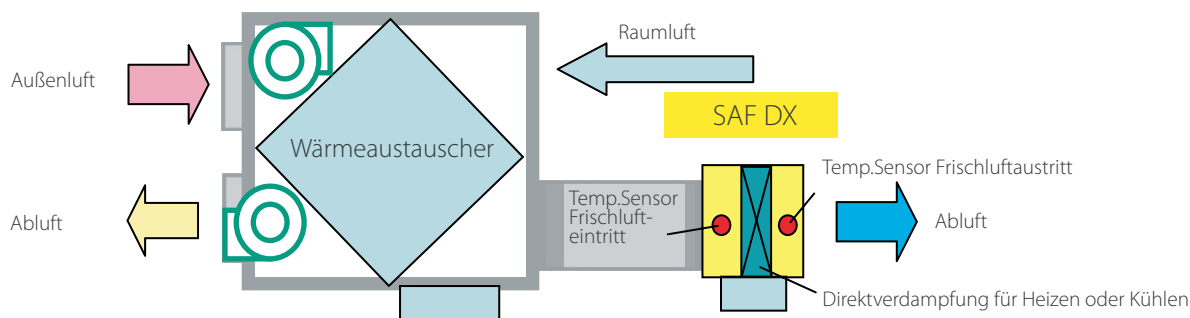 Raumluft
Außenluft
SAF DX
Wärmeaustauscher
Temp.Sensor Frischluftaustritt
Temp.Sensor
Frischluft-
eintritt
Abluft
Abluft
Direktverdampfung für Heizen oder Kühlen